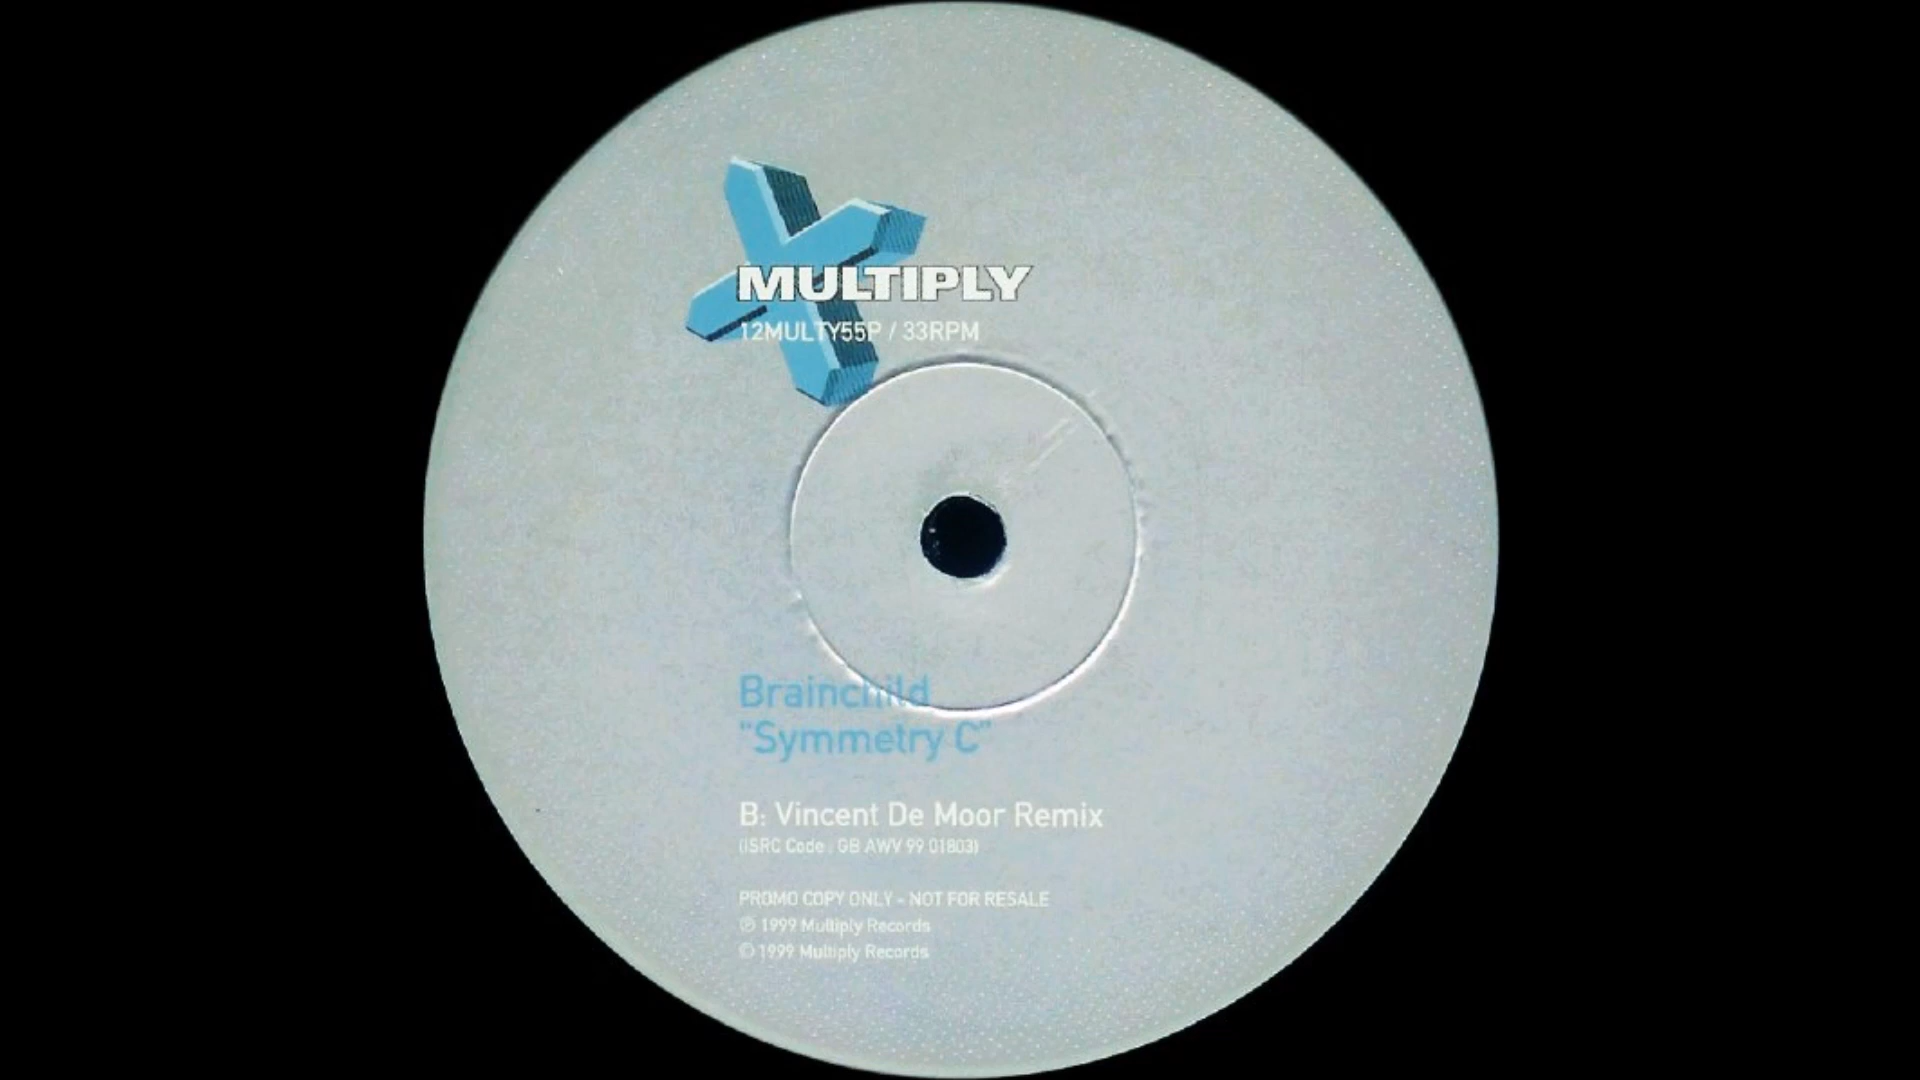 MULTIPLY
12MULTY55P / 33RPM
Brainchild
"Symmetry C"
B: Vincent De Moor Remix
(ISRC Code : GB AWV 99 01803)
PROMO COPY ONLY - NOT FOR RESALE
℗ 1999 Multiply Records
© 1999 Multiply Records